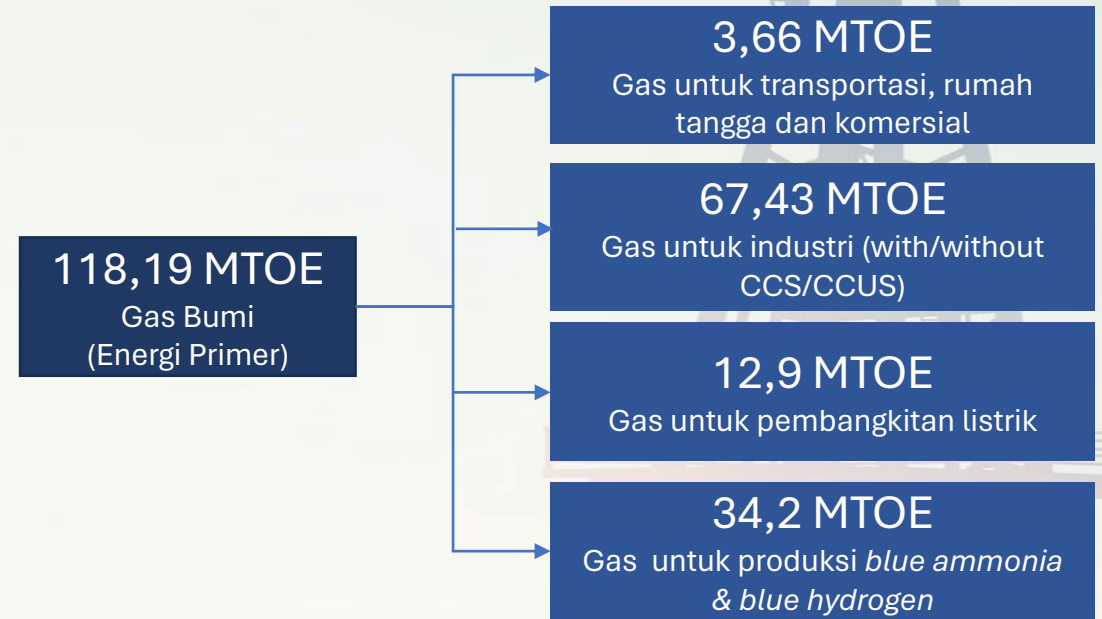 118,19 MTOE
Gas Bumi
(Energi Primer)
3,66 MTOE
Gas untuk transportasi, rumah
tangga dan komersial
67,43 MTOE
Gas untuk industri (with/without
CCS/CCUS)
12,9 MTOE
Gas untuk pembangkitan listrik
34,2 MTOE
Gas  untuk produksi blue ammonia
& blue hydrogen